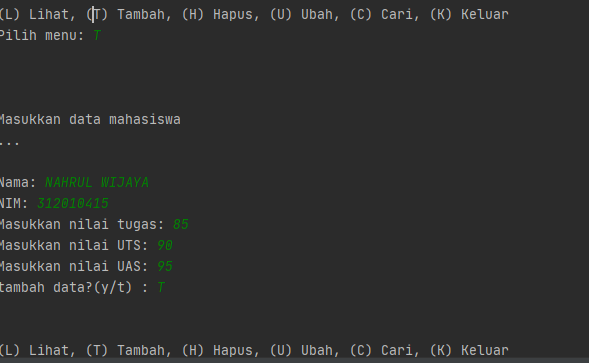 (L) Lihat, (T) Tambah, (H) Hapus, (U) Ubah, (C) Cari, (K) Keluar
Pilih menu: T
Masukkan data mahasiswa
...
Nama: NAHRUL WIJAYA
NIM: 312010415
Masukkan nilai tugas: 85
Masukkan nilai UTS: 90
Masukkan nilai UAS: 95
tambah data?(y/t) : T
(L) Lihat, (T) Tambah, (H) Hapus, (U) Ubah, (C) Cari, (K) Keluar